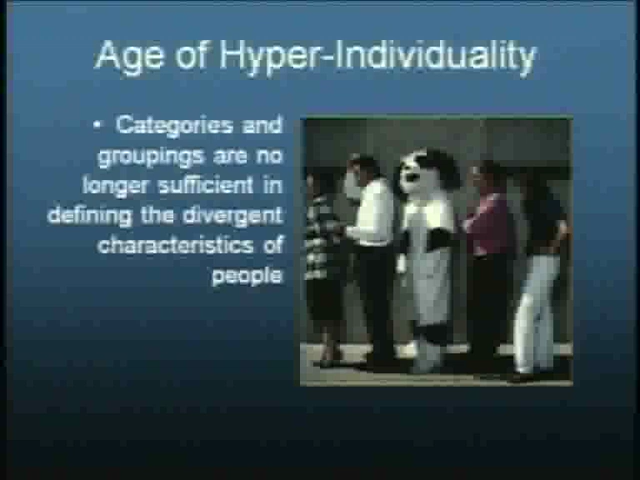 Age of Hyper-Individuality
• Categories and
groupings are no
longer sufficient in
defining the divergent
characteristics of
people